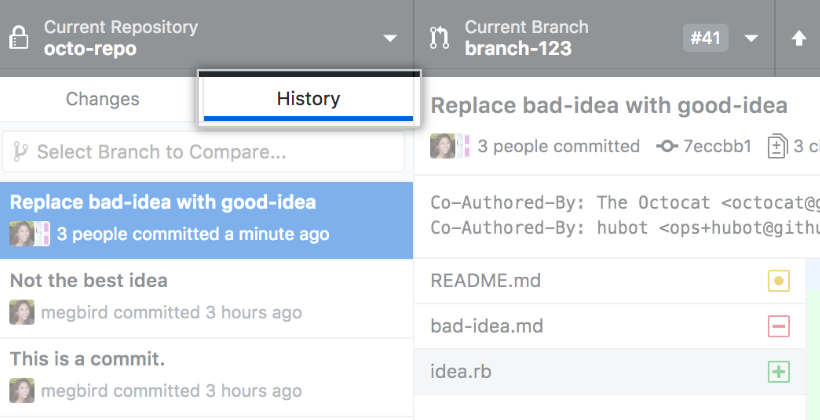 Current Repository
octo-repo
Current Branch
branch-123
#41
Changes
History
Select Branch to Compare...
Replace bad-idea with good-idea
3 people committed a minute ago
Not the best idea
megbird committed 3 hours ago
This is a commit.
megbird committed 3 hours ago
Replace bad-idea with good-idea
3 people committed
7eccbb1
3
Co-Authored-By: The Octocat <octocat@g
Co-Authored-By: hubot <ops+hubot@githu
README.md
bad-idea.md
idea.rb